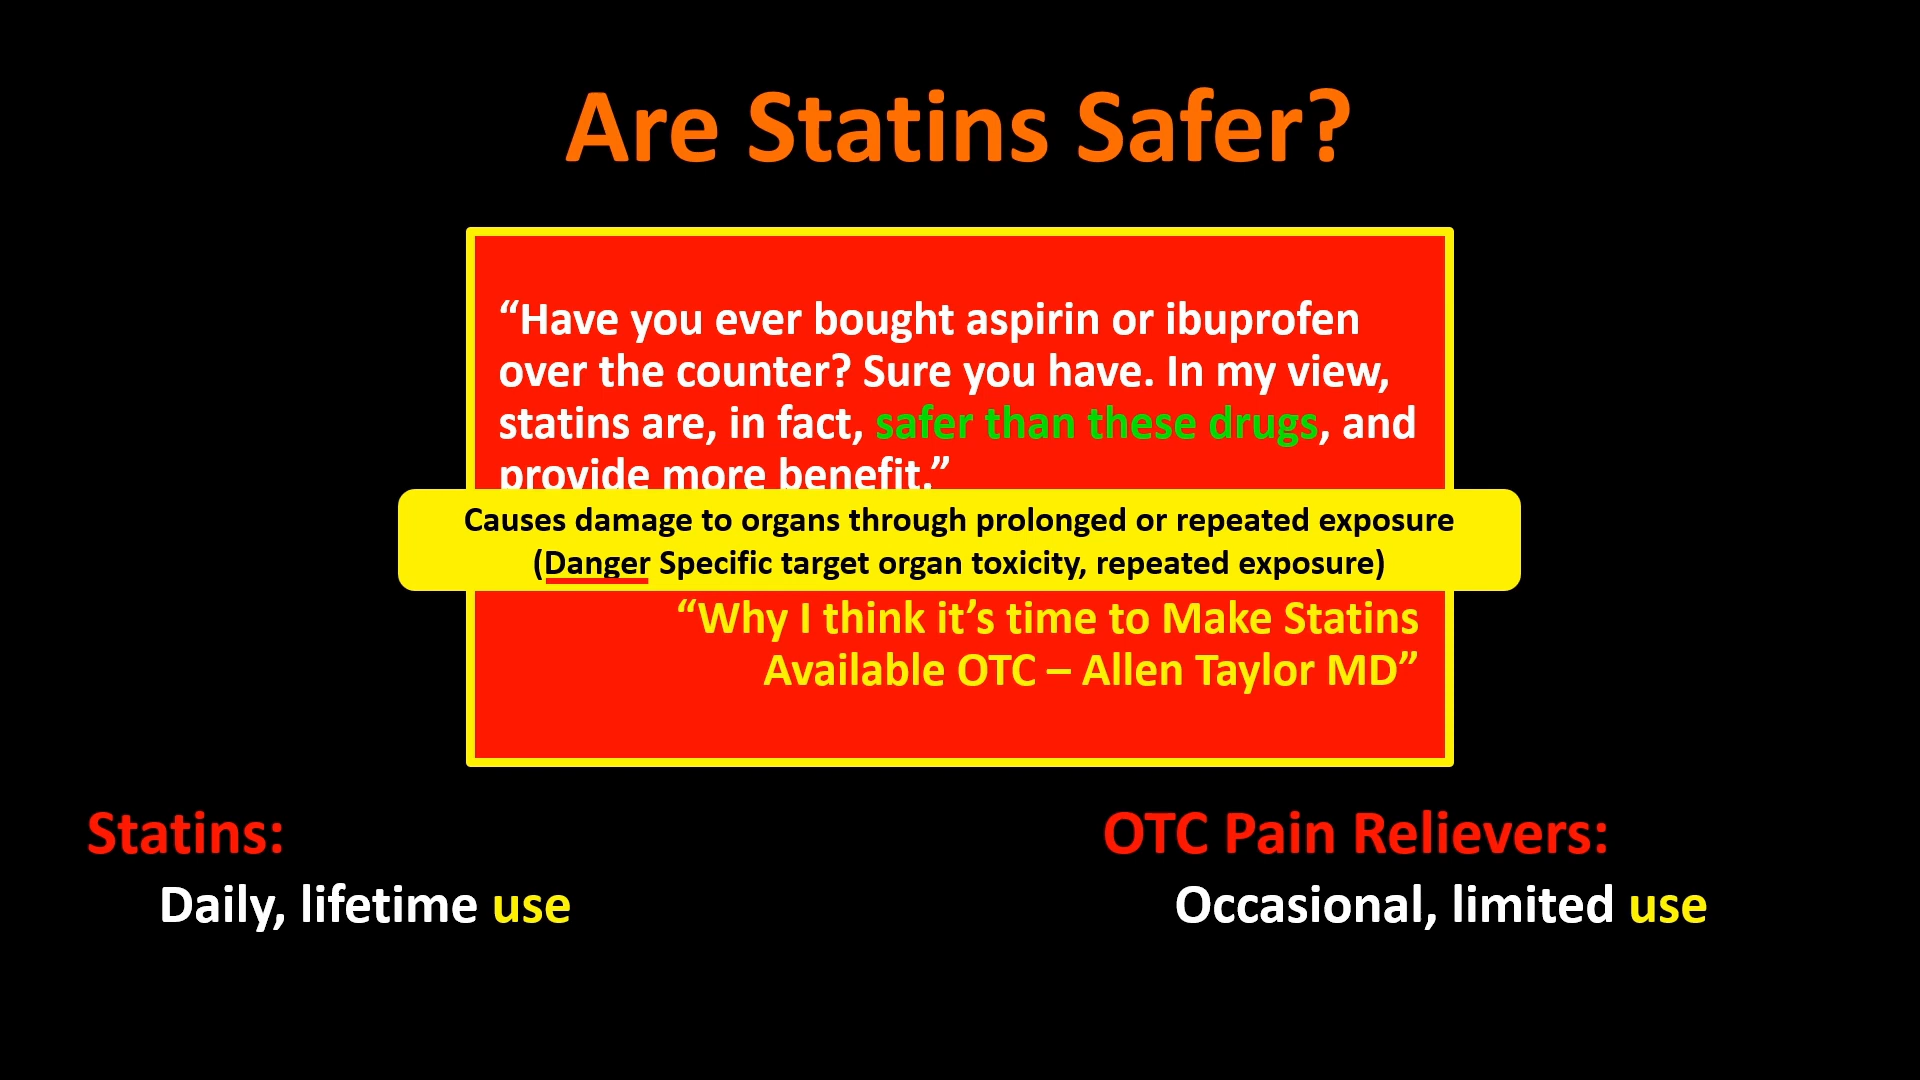 Are Statins Safer?
“Have you ever bought aspirin or ibuprofen
over the counter? Sure you have. In my view,
statins are, in fact, safer than these drugs, and
provide more benefit.”
Causes damage to organs through prolonged or repeated exposure
(Danger Specific target organ toxicity, repeated exposure)
“Why I think it’s time to Make Statins
Available OTC – Allen Taylor MD”
Statins:
Daily, lifetime use
OTC Pain Relievers:
Occasional, limited use